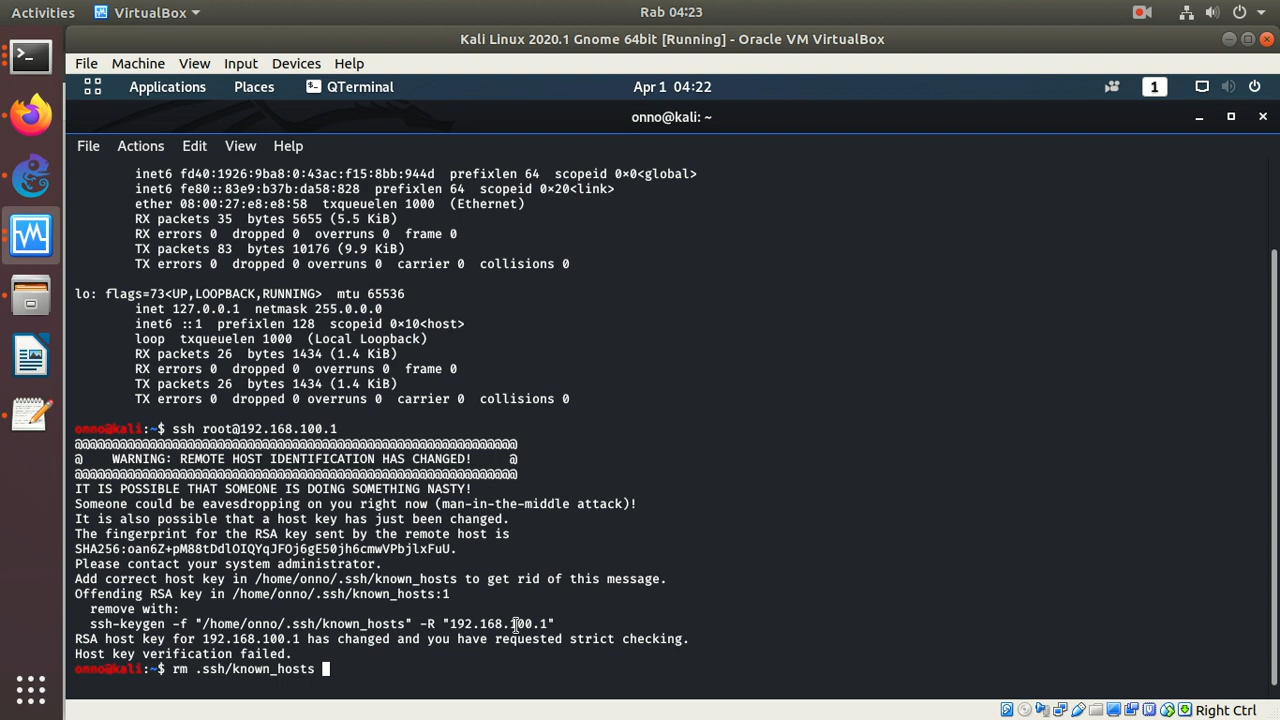 Activities VirtualBox Rab 04:23
Kali Linux 2020.1 Gnome 64bit [Running] - Oracle VM VirtualBox
File Machine View Input Devices Help
Applications Places QTerminal Apr 1 04:22 1
onno@kali: ~
File Actions Edit View Help
inet6 fd40:1926:9ba8:0:43ac:f15:8bb:944d prefixlen 64 scopeid 0×0<global>
inet6 fe80::83e9:b37b:da58:828 prefixlen 64 scopeid 0×20<link>
ether 08:00:27:e8:e8:58 txqueuelen 1000 (Ethernet)
RX packets 35 bytes 5655 (5.5 KiB)
RX errors 0 dropped 0 overruns 0 frame 0
TX packets 83 bytes 10176 (9.9 KiB)
TX errors 0 dropped 0 overruns 0 carrier 0 collisions 0
lo: flags=73<UP,LOOPBACK,RUNNING> mtu 65536
inet 127.0.0.1 netmask 255.0.0.0
inet6 ::1 prefixlen 128 scopeid 0×10<host>
loop txqueuelen 1000 (Local Loopback)
RX packets 26 bytes 1434 (1.4 KiB)
RX errors 0 dropped 0 overruns 0 frame 0
TX packets 26 bytes 1434 (1.4 KiB)
TX errors 0 dropped 0 overruns 0 carrier 0 collisions 0
onno@kali:~$ ssh root@192.168.100.1
@@@@@@@@@@@@@@@@@@@@@@@@@@@@@@@@@@@@@@@@@@@@@@@@@@@@@@@@@@@
@ WARNING: REMOTE HOST IDENTIFICATION HAS CHANGED! @
@@@@@@@@@@@@@@@@@@@@@@@@@@@@@@@@@@@@@@@@@@@@@@@@@@@@@@@@@@@
IT IS POSSIBLE THAT SOMEONE IS DOING SOMETHING NASTY!
Someone could be eavesdropping on you right now (man-in-the-middle attack)!
It is also possible that a host key has just been changed.
The fingerprint for the RSA key sent by the remote host is
SHA256:oan6Z+pM88tDdlOIQYqJFOj6gE50jh6cmwVPbjlxFuU.
Please contact your system administrator.
Add correct host key in /home/onno/.ssh/known_hosts to get rid of this message.
Offending RSA key in /home/onno/.ssh/known_hosts:1
remove with:
ssh-keygen -f "/home/onno/.ssh/known_hosts" -R "192.168.100.1"
RSA host key for 192.168.100.1 has changed and you have requested strict checking.
Host key verification failed.
onno@kali:~$ rm .ssh/known_hosts
Right Ctrl